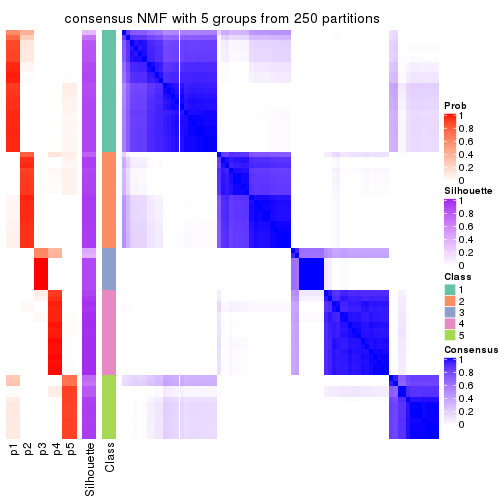 consensus NMF with 5 groups from 250 partitions
Prob
1
0.8
0.6
0.4
0.2
0
Silhouette
1
0.8
0.6
0.4
0.2
0
Class
1
2
3
4
5
Consensus
1
0.8
0.6
0.4
0.2
0
p1
p2
p3
p4
p5
Silhouette
Class